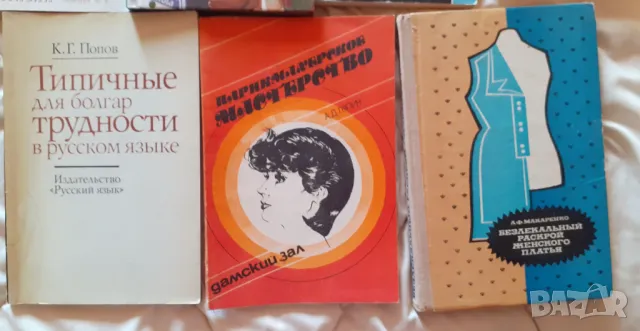 К. Г. Попов
Типичные
для болгар
трудности
в русском языке
Издательство
«Русский язык»
ПАРИКМАХЕРСКОЕ
МАСТЕРСТВО
дамский зал
А.Ф. МАКАРЕНКО
БЕЗЛЕКАЛЬНЫЙ
РАСКРОЙ
ЖЕНСКОГО
ПЛАТЬЯ
bazar